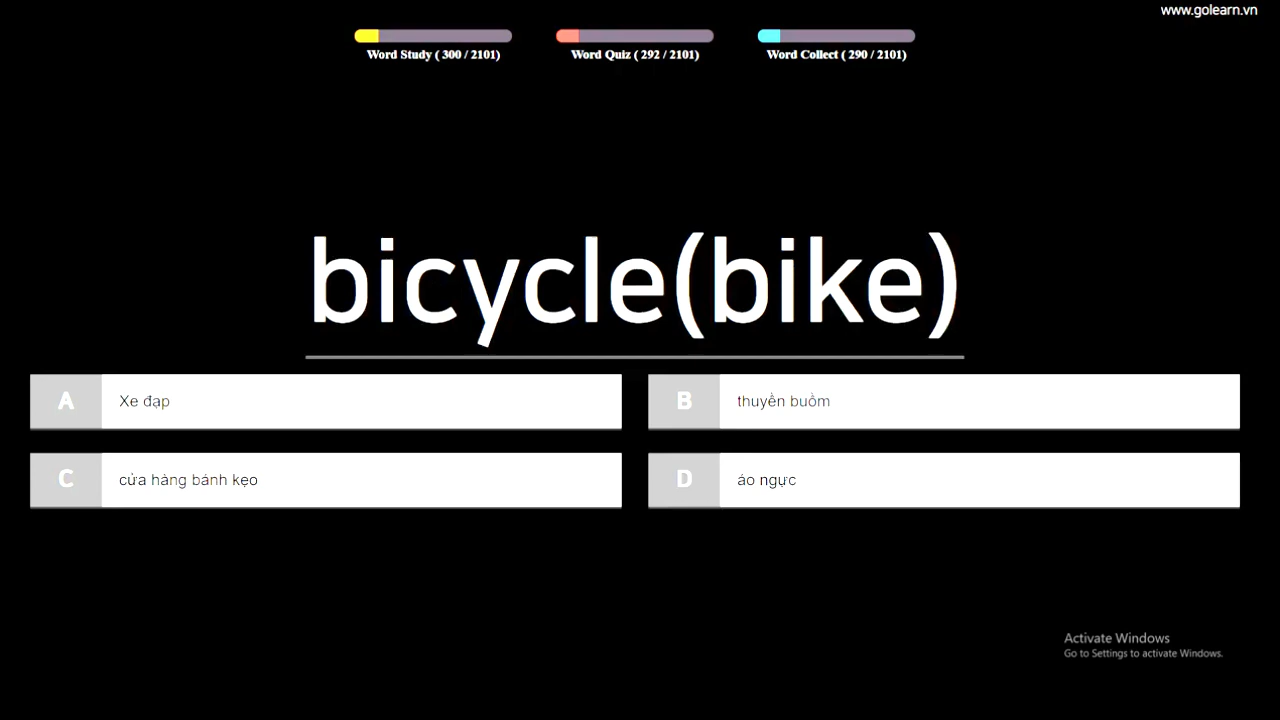 www.golearn.vn
Word Study ( 300 / 2101)
Word Quiz ( 292 / 2101)
Word Collect ( 290 / 2101)
bicycle(bike)
A Xe đạp
B thuyền buồm
C cửa hàng bánh kẹo
D áo ngực
Activate Windows
Go to Settings to activate Windows.